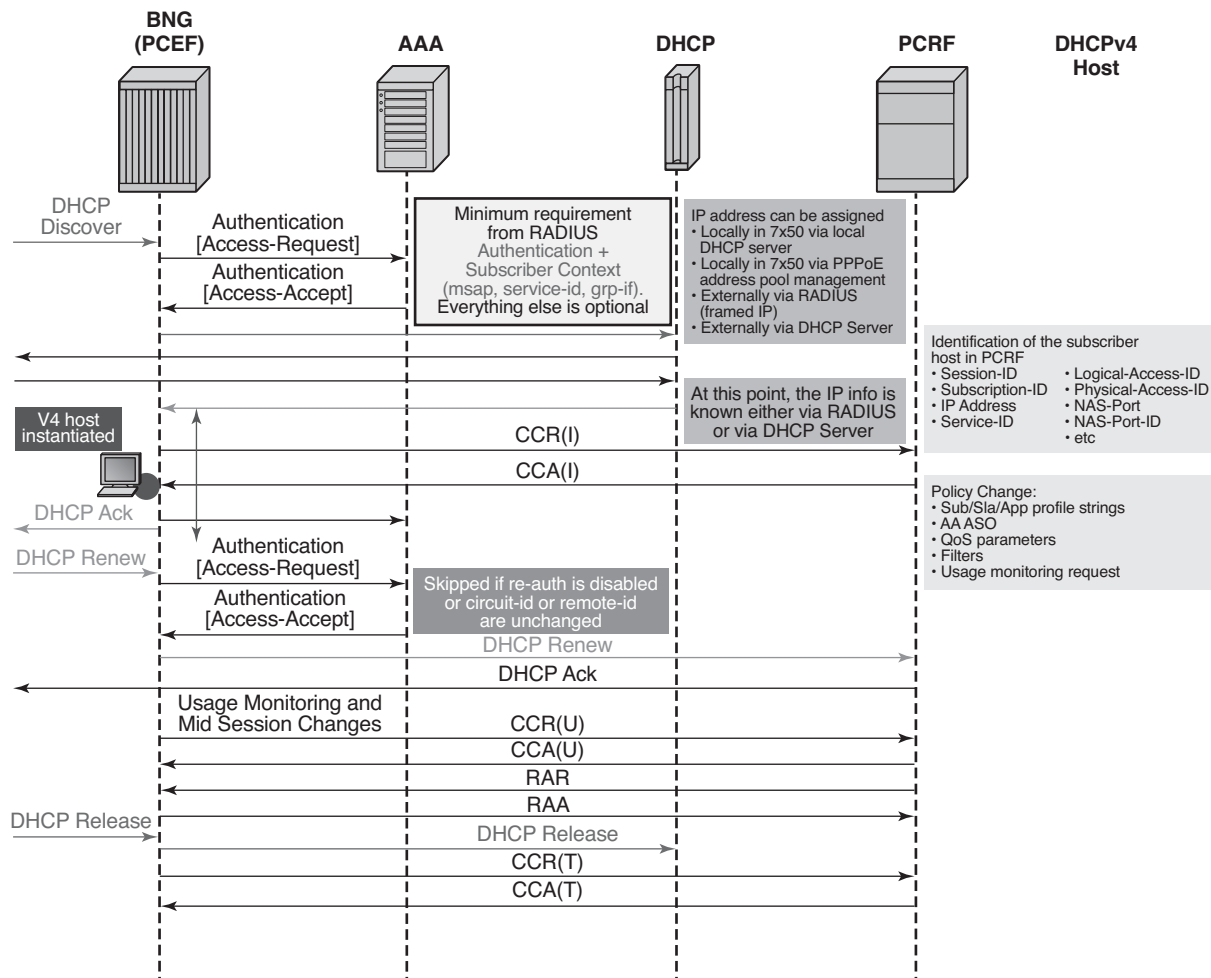 BNG
(PCEF)
AAA
DHCP
PCRF
DHCPv4
Host
DHCP
Discover
Authentication
[Access-Request]
Authentication
[Access-Accept]
Minimum requirement
from RADIUS
Authentication +
Subscriber Context
(msap, service-id, grp-if).
Everything else is optional
IP address can be assigned
• Locally in 7x50 via local
DHCP server
• Locally in 7x50 via PPPoE
address pool management
• Externally via RADIUS
(framed IP)
• Externally via DHCP Server
Identification of the subscriber
host in PCRF
• Session-ID
• Subscription-ID
• IP Address
• Service-ID
• Logical-Access-ID
• Physical-Access-ID
• NAS-Port
• NAS-Port-ID
• etc
At this point, the IP info is
known either via RADIUS
or via DHCP Server
V4 host
instantiated
CCR(I)
CCA(I)
Policy Change:
• Sub/Sla/App profile strings
• AA ASO
• QoS parameters
• Filters
• Usage monitoring request
DHCP Ack
DHCP Renew
Authentication
[Access-Request]
Authentication
[Access-Accept]
Skipped if re-auth is disabled
or circuit-id or remote-id
are unchanged
DHCP Renew
DHCP Ack
Usage Monitoring and
Mid Session Changes
CCR(U)
CCA(U)
RAR
RAA
DHCP Release
DHCP Release
CCR(T)
CCA(T)